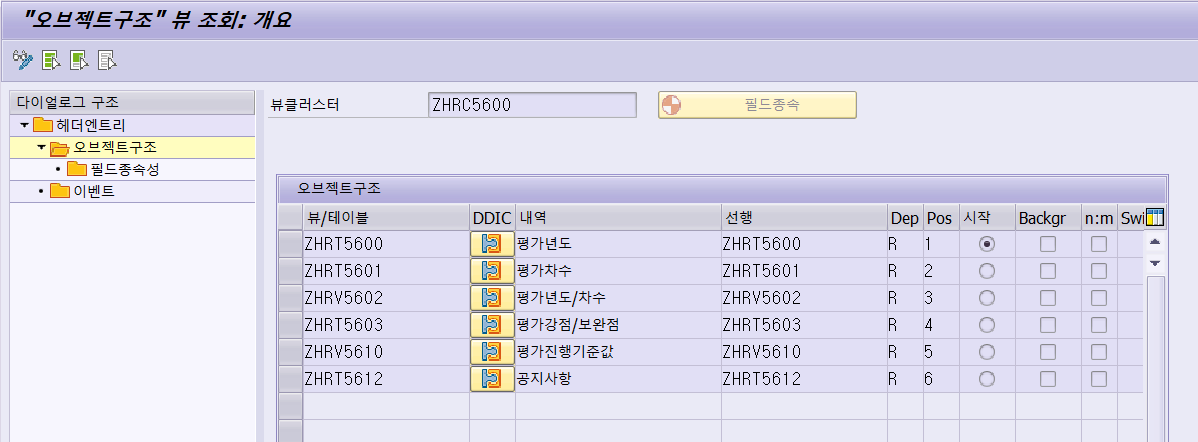 "오브젝트구조" 뷰 조회: 개요
다이얼로그 구조
헤더엔트리
오브젝트구조
필드종속성
이벤트
뷰클러스터 ZHRC5600 필드종속
오브젝트구조
뷰/테이블 DDIC 내역 선행 Dep Pos 시작 Backgr n:m Swi
ZHRT5600 평가년도 ZHRT5600 R 1
ZHRT5601 평가차수 ZHRT5601 R 2
ZHRV5602 평가년도/차수 ZHRV5602 R 3
ZHRT5603 평가강점/보완점 ZHRT5603 R 4
ZHRV5610 평가진행기준값 ZHRV5610 R 5
ZHRT5612 공지사항 ZHRT5612 R 6